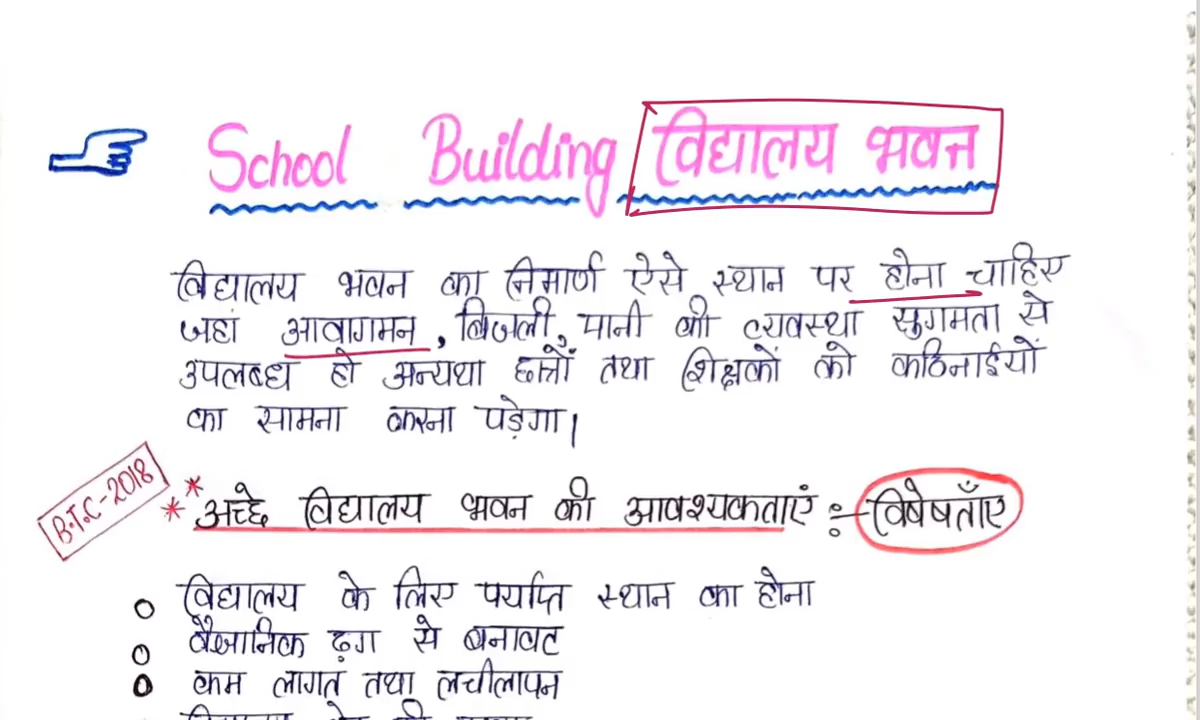 School Building विद्यालय भवन
विद्यालय भवन का निमार्ण ऐसे स्थान पर होना चाहिए
जहां आवागमन, बिजली, पानी की व्यवस्था सुगमता से
उपलब्ध हो अन्यथा छात्रों तथा शिक्षकों को कठिनाईयों
का सामना करना पड़ेगा।
B.T.C-2018
** अच्छे विद्यालय भवन की आवश्यकताएं :- विषेषताँए
विद्यालय के लिए पर्याप्त स्थान का होना
वैज्ञानिक ढ़ग से बनावट
कम लागत तथा लचीलापन